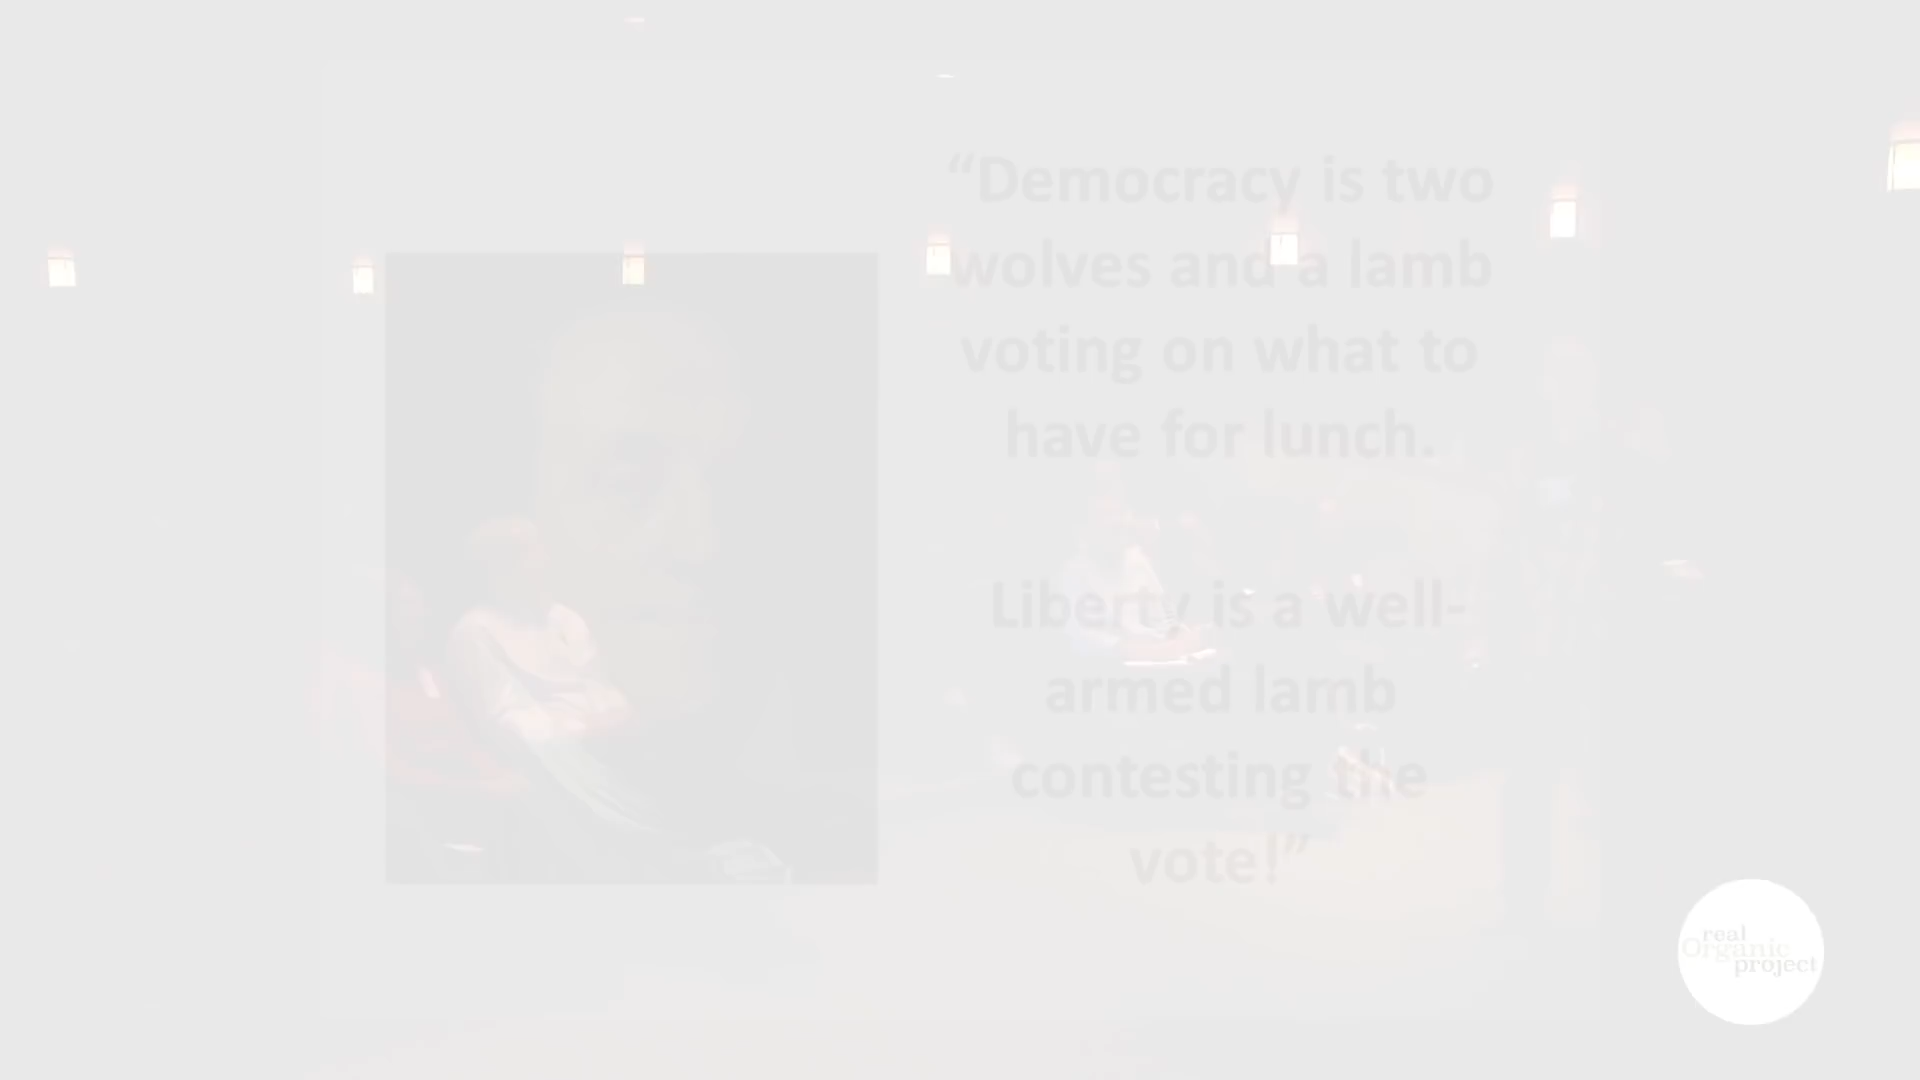 “Democracy is two
wolves and a lamb
voting on what to
have for lunch.
Liberty is a well-
armed lamb
contesting the
vote!”
real
Organic
project